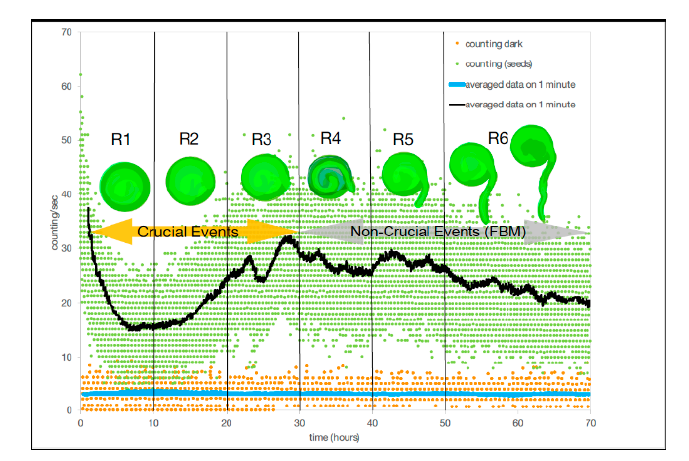 70
60
50
40
30
20
10
0
counting/sec
counting dark
counting (seeds)
averaged data on 1 minute
averaged data on 1 minute
R1 R2 R3 R4 R5 R6
Crucial Events
Non-Crucial Events (FBM)
0 10 20 30 40 50 60 70
time (hours)